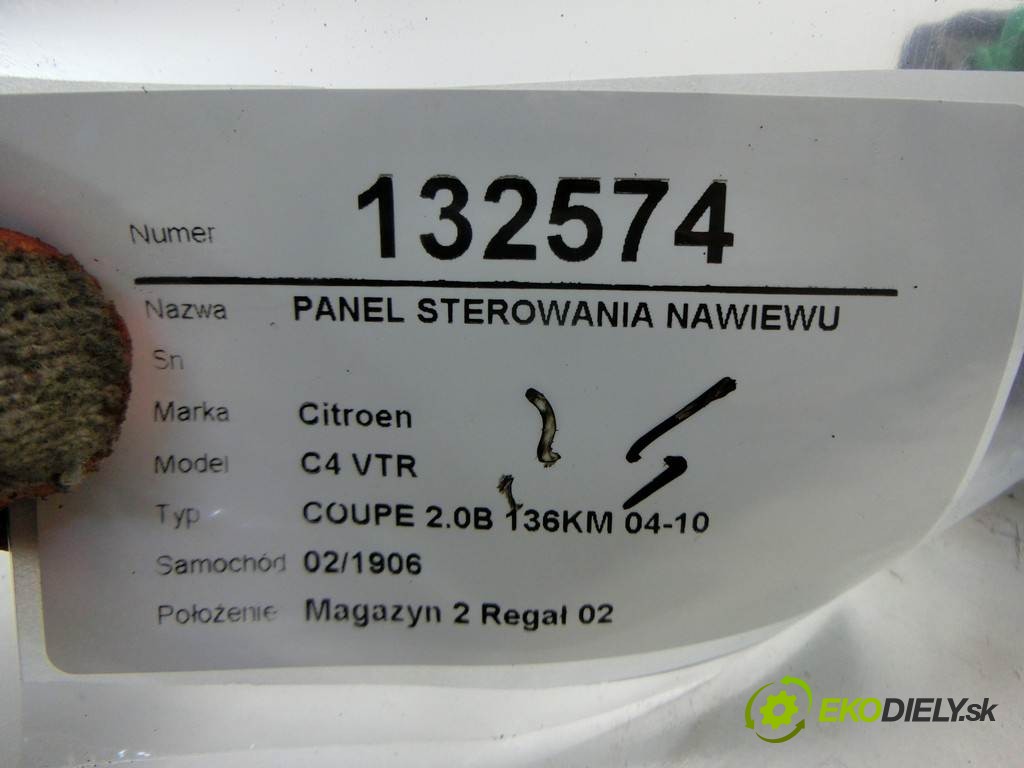 Numer 132574
Nazwa PANEL STEROWANIA NAWIEWU
Sn
Marka Citroen
Model C4 VTR
Typ COUPE 2.0B 136KM 04-10
Samochód 02/1906
Położenie Magazyn 2 Regał 02
EKODIELY.sk